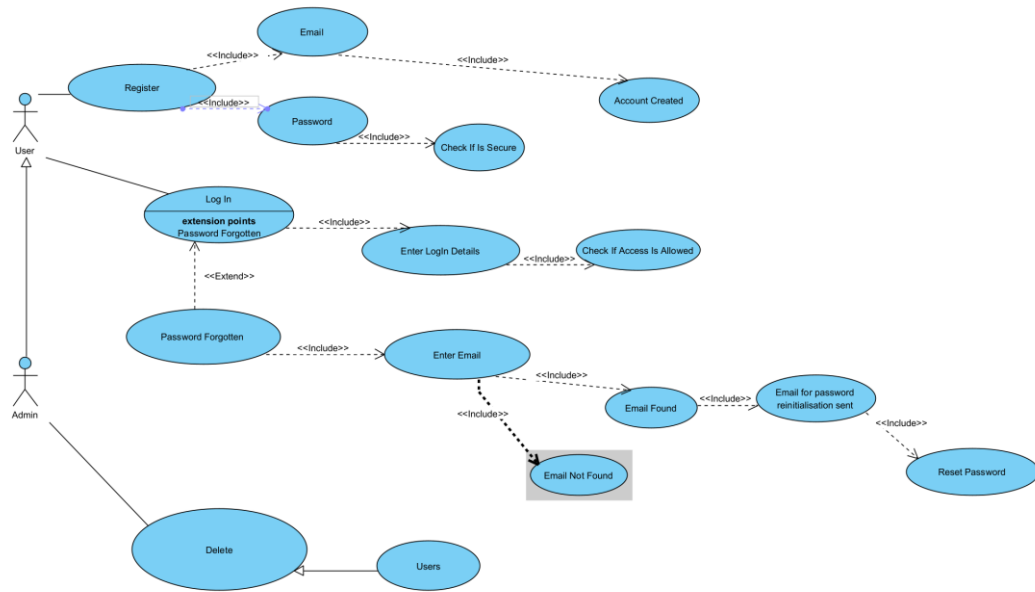 Email
<<Include>>
<<Include>>
Register
Account Created
<<Include>>
Password
<<Include>>
Check If Is Secure
User
Log In
extension points
Password Forgotten
<<Include>>
Enter LogIn Details
<<Include>>
Check If Access Is Allowed
<<Extend>>
Password Forgotten
<<Include>>
Enter Email
<<Include>>
Email Found
<<Include>>
Email for password
reinitialisation sent
<<Include>>
Admin
<<Include>>
Email Not Found
Reset Password
Delete
Users